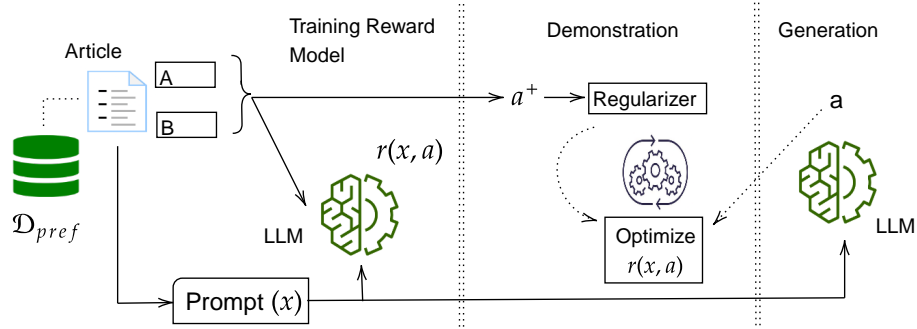 Training Reward
Model
Demonstration
Generation
Article
A
B
a⁺
Regularizer
a
r(x, a)
𝔇pref
LLM
LLM
Optimize
r(x, a)
Prompt (x)